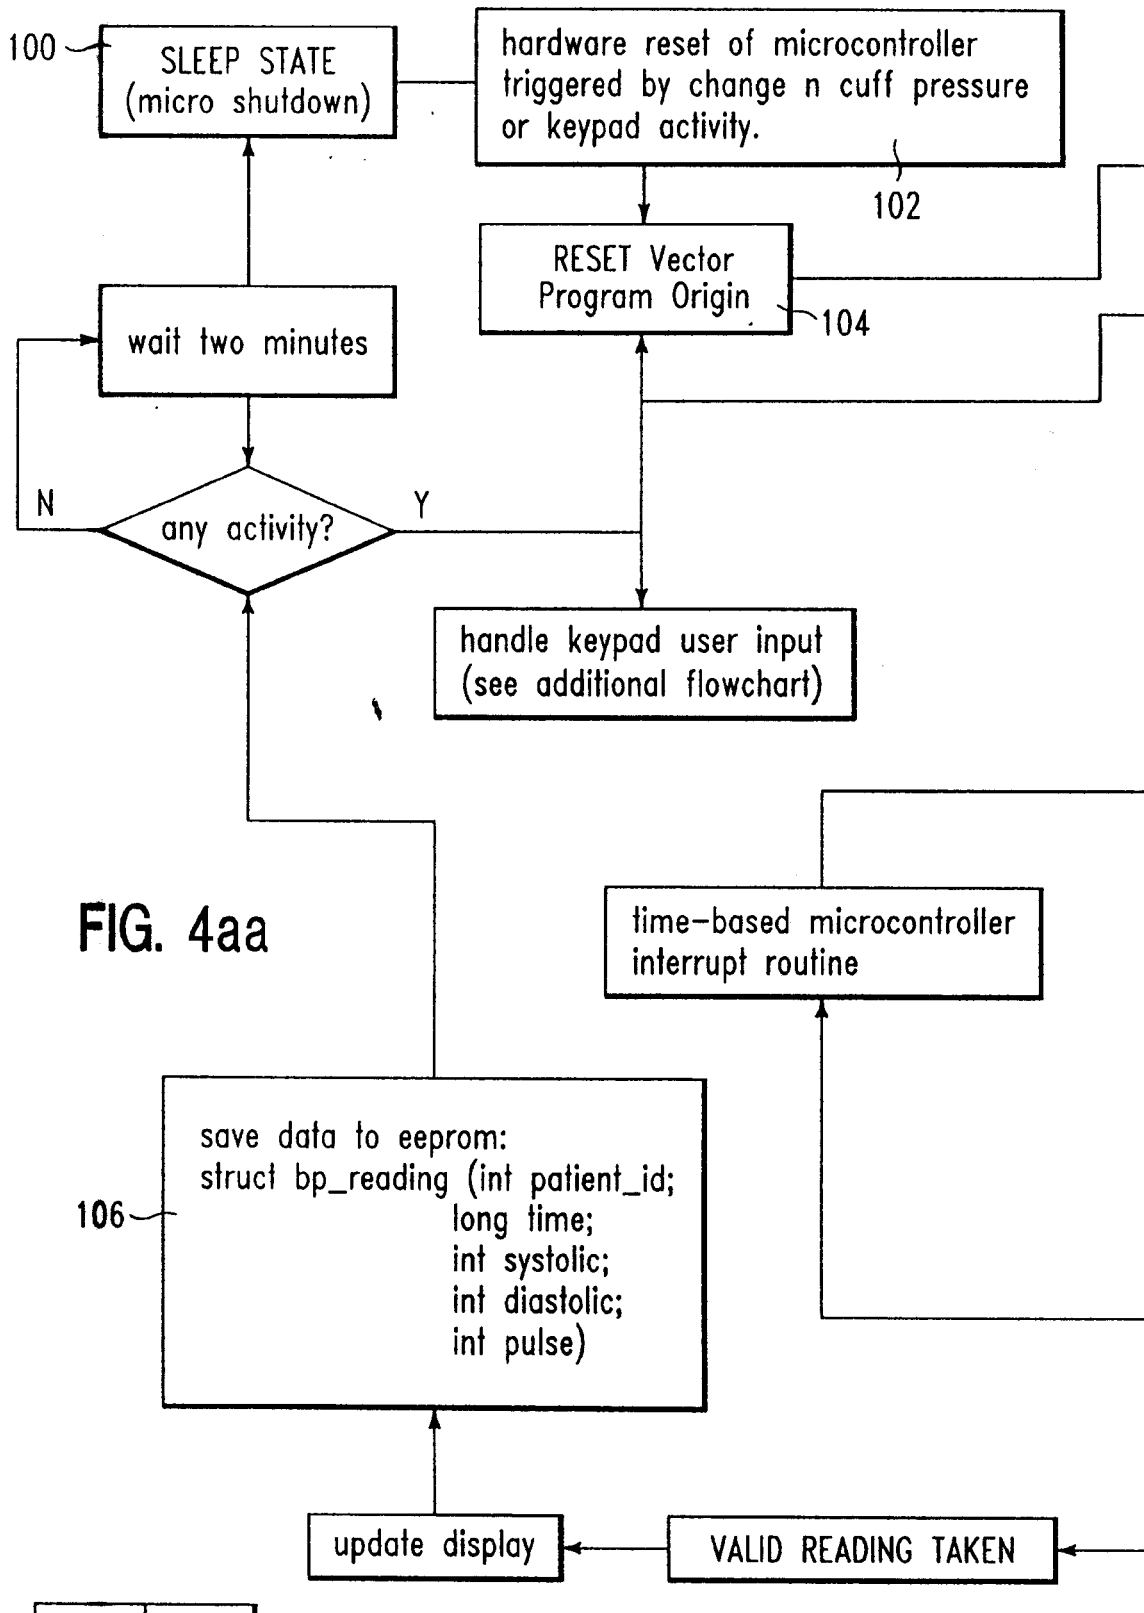 100
SLEEP STATE
(micro shutdown)
hardware reset of microcontroller
triggered by change n cuff pressure
or keypad activity.
102
RESET Vector
Program Origin
104
wait two minutes
N
any activity?
Y
handle keypad user input
(see additional flowchart)
FIG. 4aa
time-based microcontroller
interrupt routine
save data to eeprom:
struct bp_reading (int patient_id;
long time;
int systolic;
int diastolic;
int pulse)
106
update display
VALID READING TAKEN